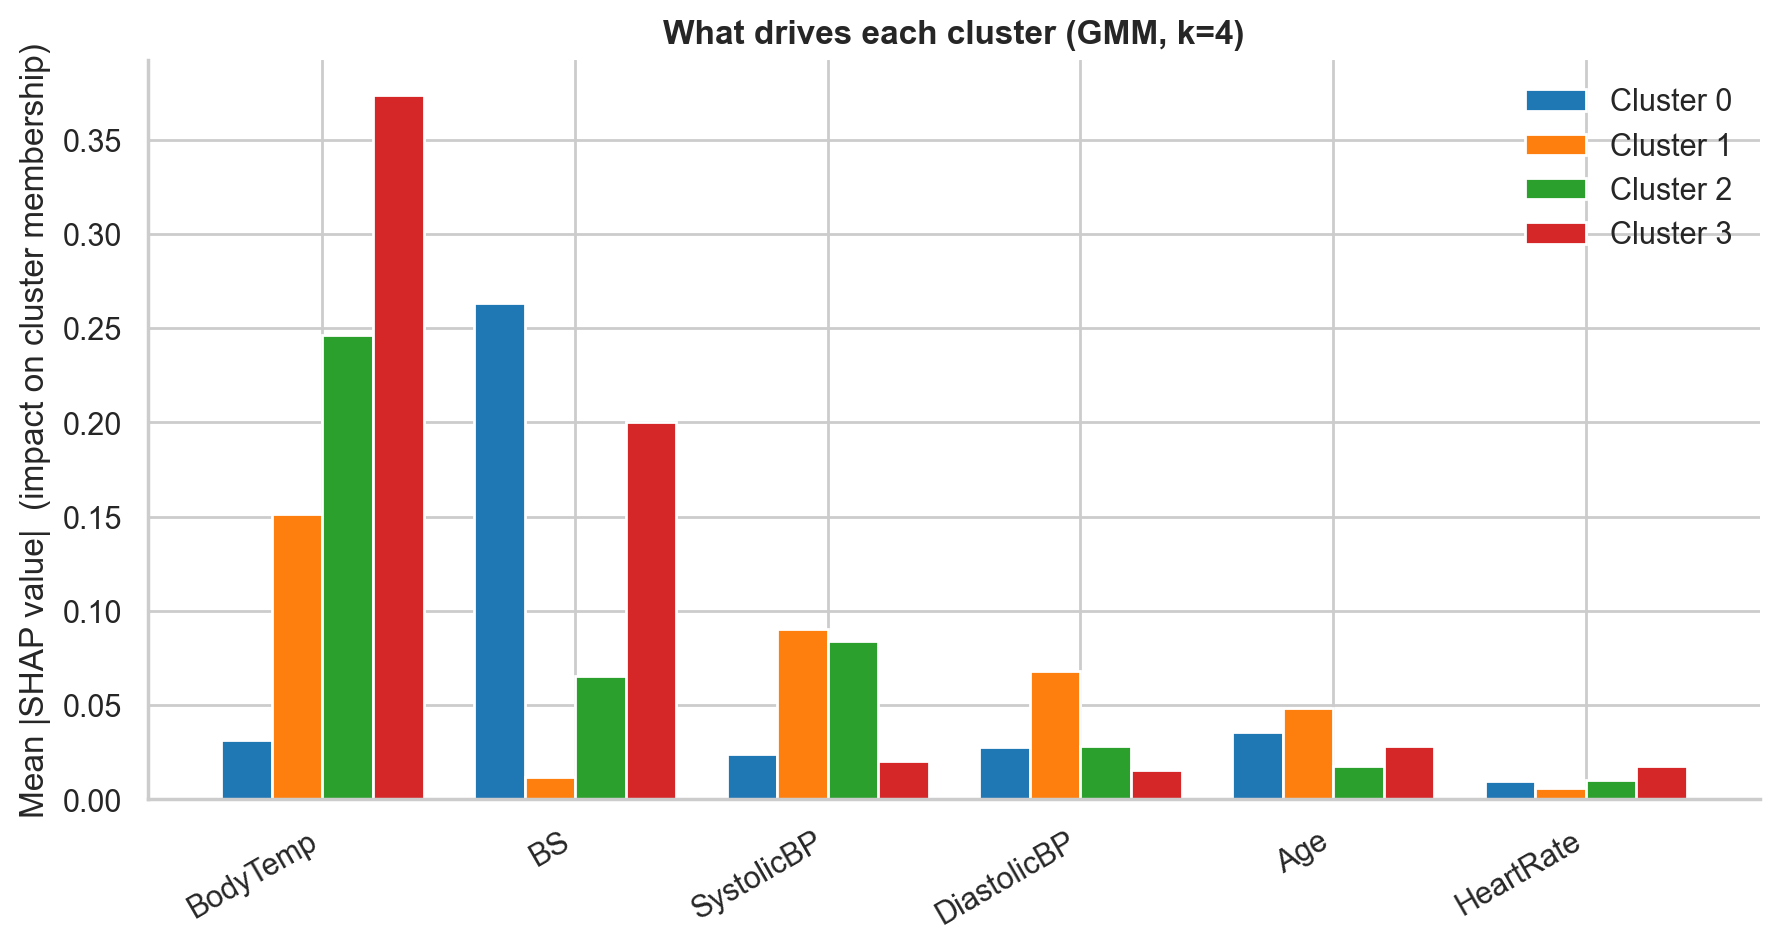 What drives each cluster (GMM, k=4)
Mean |SHAP value|  (impact on cluster membership)
0.35
0.30
0.25
0.20
0.15
0.10
0.05
0.00
Cluster 0
Cluster 1
Cluster 2
Cluster 3
BodyTemp
BS
SystolicBP
DiastolicBP
Age
HeartRate